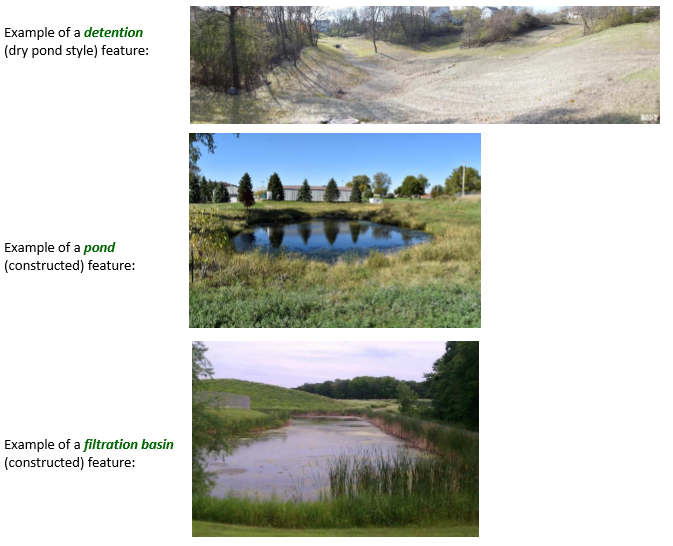 Example of a detention
(dry pond style) feature:
Example of a pond
(constructed) feature:
Example of a filtration basin
(constructed) feature: